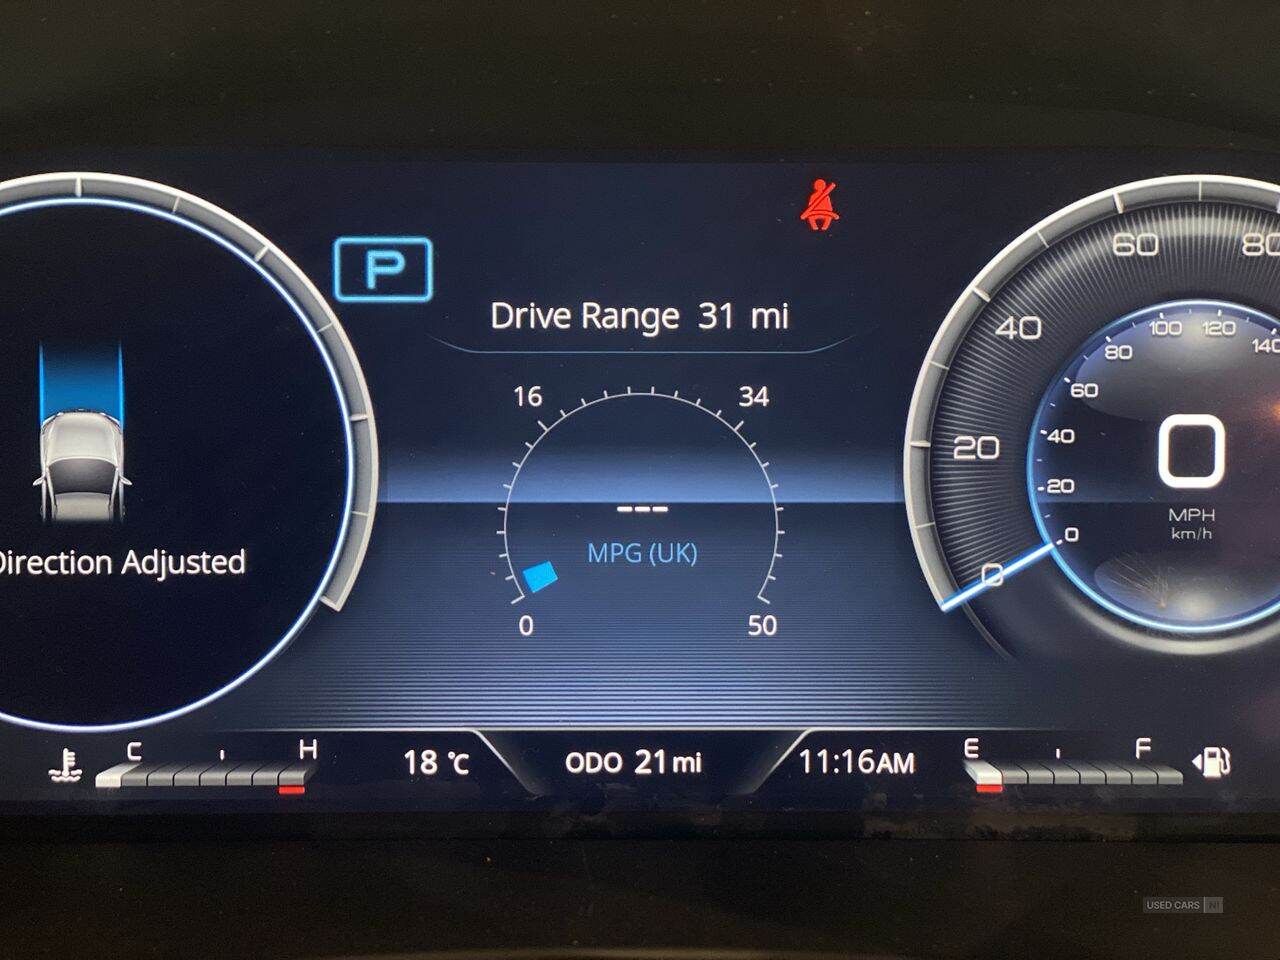 P
Drive Range 31 mi
16
34
0
50
---
MPG (UK)
Direction Adjusted
0
20
40
60
80
0
20
40
60
80
100
120
140
0
MPH
km/h
C
H
18 °C
ODO 21 mi
11:16AM
E
F
USED CARS NI